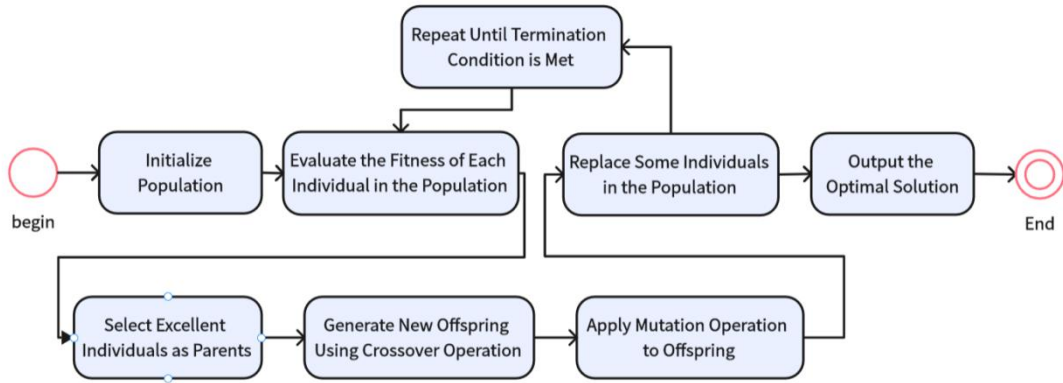 Repeat Until Termination
Condition is Met
begin
Initialize
Population
Evaluate the Fitness of Each
Individual in the Population
Replace Some Individuals
in the Population
Output the
Optimal Solution
End
Select Excellent
Individuals as Parents
Generate New Offspring
Using Crossover Operation
Apply Mutation Operation
to Offspring